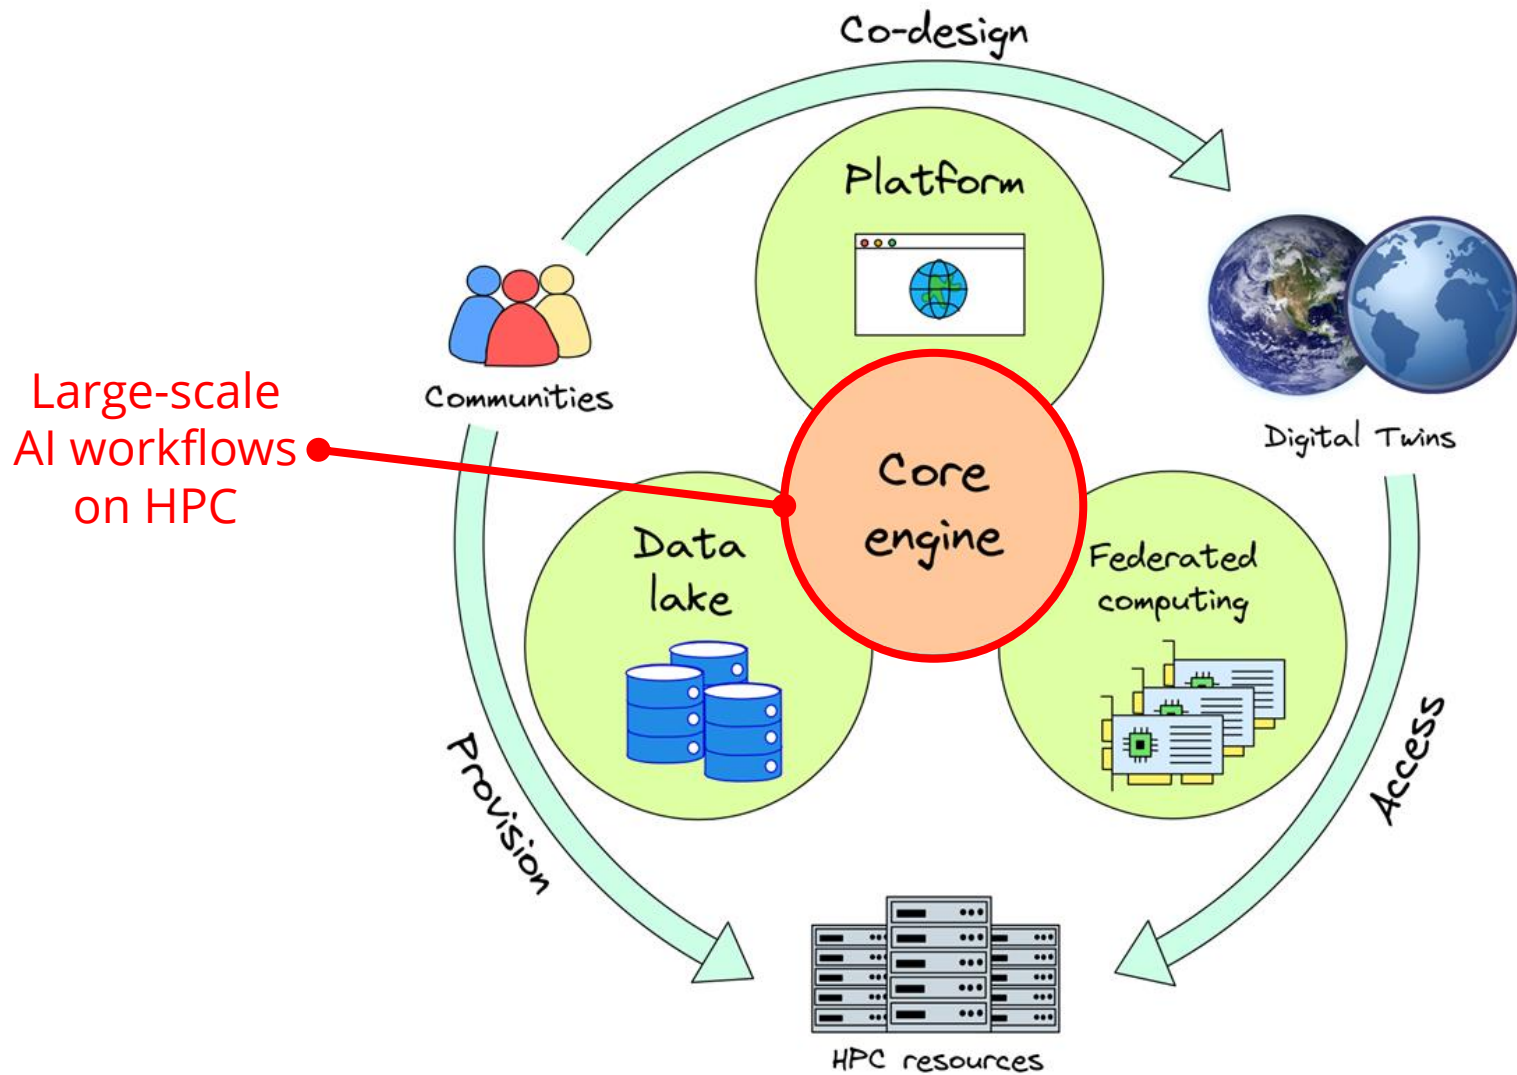 Co-design
Platform
Communities
Digital Twins
Large-scale
AI workflows
on HPC
Core
engine
Data
lake
Federated
computing
Provision
Access
HPC resources